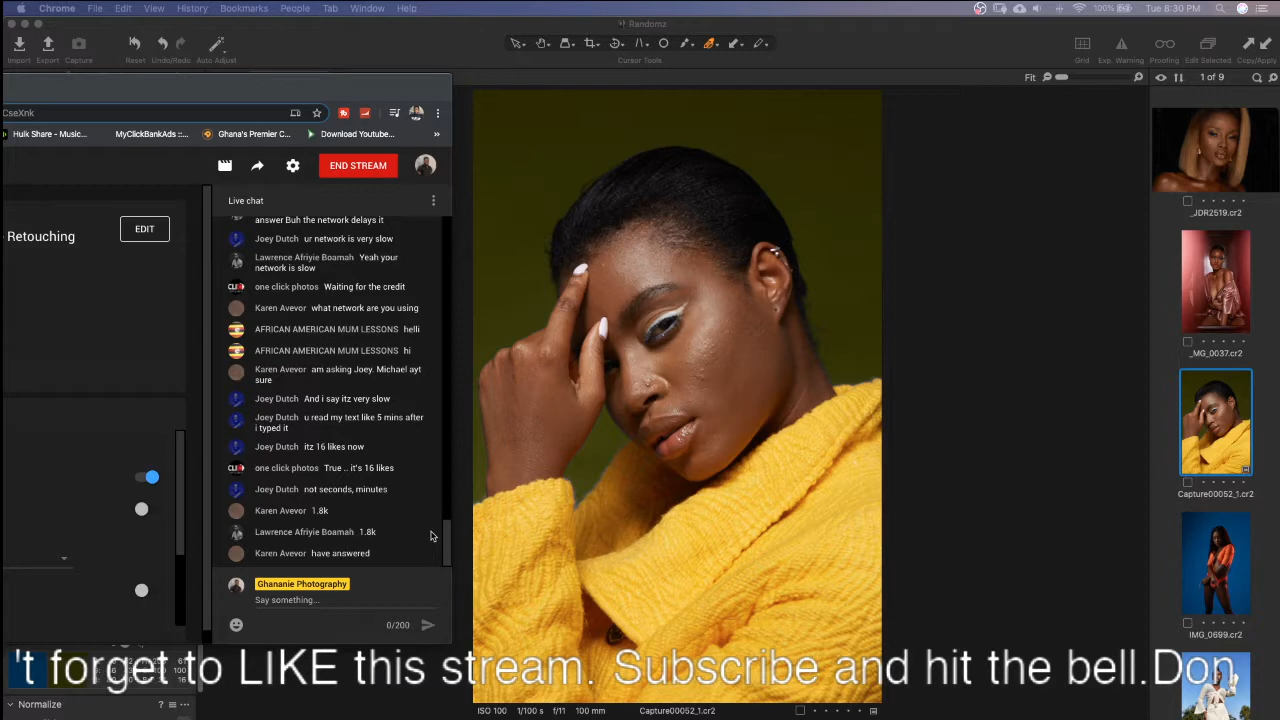 Chrome File Edit View History Bookmarks People Tab Window Help 100% Tue 8:30 PM
Randomz
Import Export Capture Reset Undo/Redo Auto Adjust Cursor Tools Grid Exp. Warning Proofing Edit Selected Copy/Apply
Fit 1 of 9
CseXnk
Hulk Share - Music... MyClickBankAds ::... Ghana's Premier C... Download Youtube... »
END STREAM
Live chat
answer Buh the network delays it
Retouching EDIT
Joey Dutch ur network is very slow
Lawrence Afriyie Boamah Yeah your
network is slow
one click photos Waiting for the credit
Karen Avevor what network are you using
AFRICAN AMERICAN MUM LESSONS helli
AFRICAN AMERICAN MUM LESSONS hi
Karen Avevor am asking Joey. Michael ayt
sure
Joey Dutch And i say itz very slow
Joey Dutch u read my text like 5 mins after
i typed it
Joey Dutch itz 16 likes now
one click photos True .. it's 16 likes
Joey Dutch not seconds, minutes
Karen Avevor 1.8k
Lawrence Afriyie Boamah 1.8k
Karen Avevor have answered
Ghananie Photography
Say something...
0/200
_JDR2519.cr2
_MG_0037.cr2
Capture00052_1.cr2
IMG_0699.cr2
't forget to LIKE this stream. Subscribe and hit the bell.Don
Normalize ?
ISO 100 1/100 s f/11 100 mm Capture00052_1.cr2